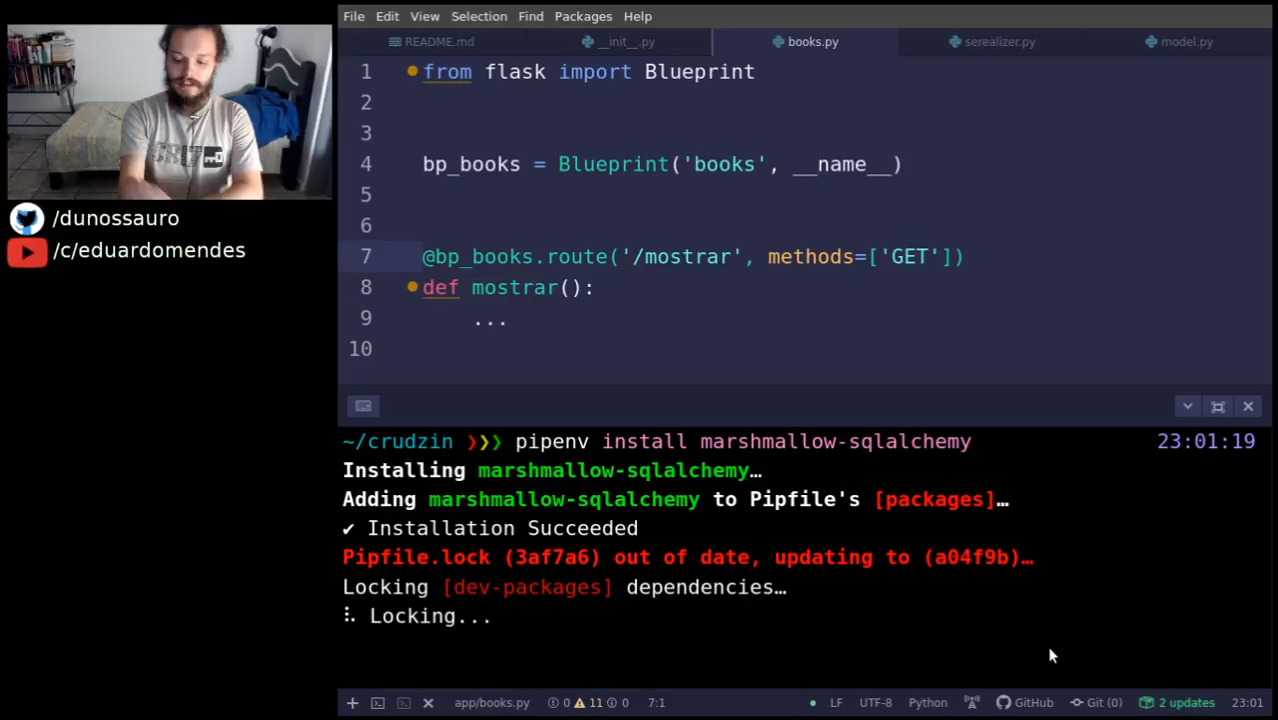 File Edit View Selection Find Packages Help
README.md __init__.py books.py serealizer.py model.py
/dunossauro
/c/eduardomendes
1 from flask import Blueprint
2
3
4 bp_books = Blueprint('books', __name__)
5
6
7 @bp_books.route('/mostrar', methods=['GET'])
8 def mostrar():
9 ...
10
~/crudzin ❯❯❯ pipenv install marshmallow-sqlalchemy 23:01:19
Installing marshmallow-sqlalchemy…
Adding marshmallow-sqlalchemy to Pipfile's [packages]…
✔ Installation Succeeded
Pipfile.lock (3af7a6) out of date, updating to (a04f9b)…
Locking [dev-packages] dependencies…
Locking...
app/books.py 0 11 0 7:1 LF UTF-8 Python GitHub Git (0) 2 updates 23:01